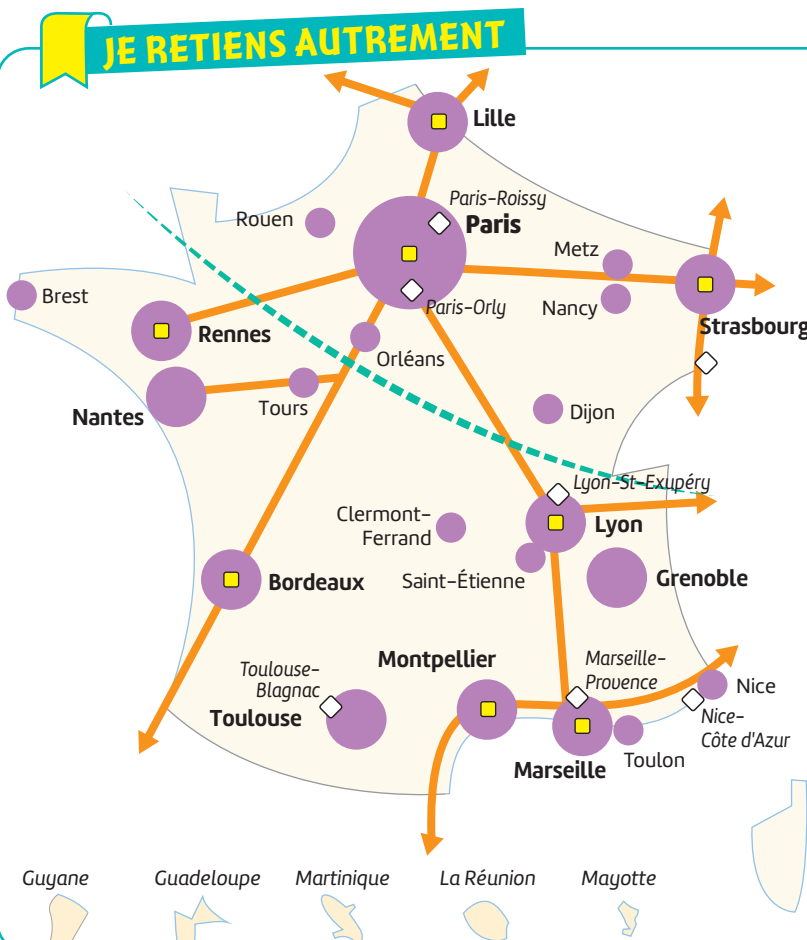 JE RETIENS AUTREMENT
Lille
Paris-Roissy
Paris
Rouen
Metz
Brest
Paris-Orly
Nancy
Rennes
Strasbourg
Orléans
Tours
Nantes
Dijon
Lyon-St-Exupéry
Clermont-
Ferrand
Lyon
Saint-Étienne
Grenoble
Bordeaux
Montpellier
Marseille-
Provence
Toulouse-
Blagnac
Nice
Toulouse
Nice-
Côte d'Azur
Toulon
Marseille
Guyane
Guadeloupe
Martinique
La Réunion
Mayotte